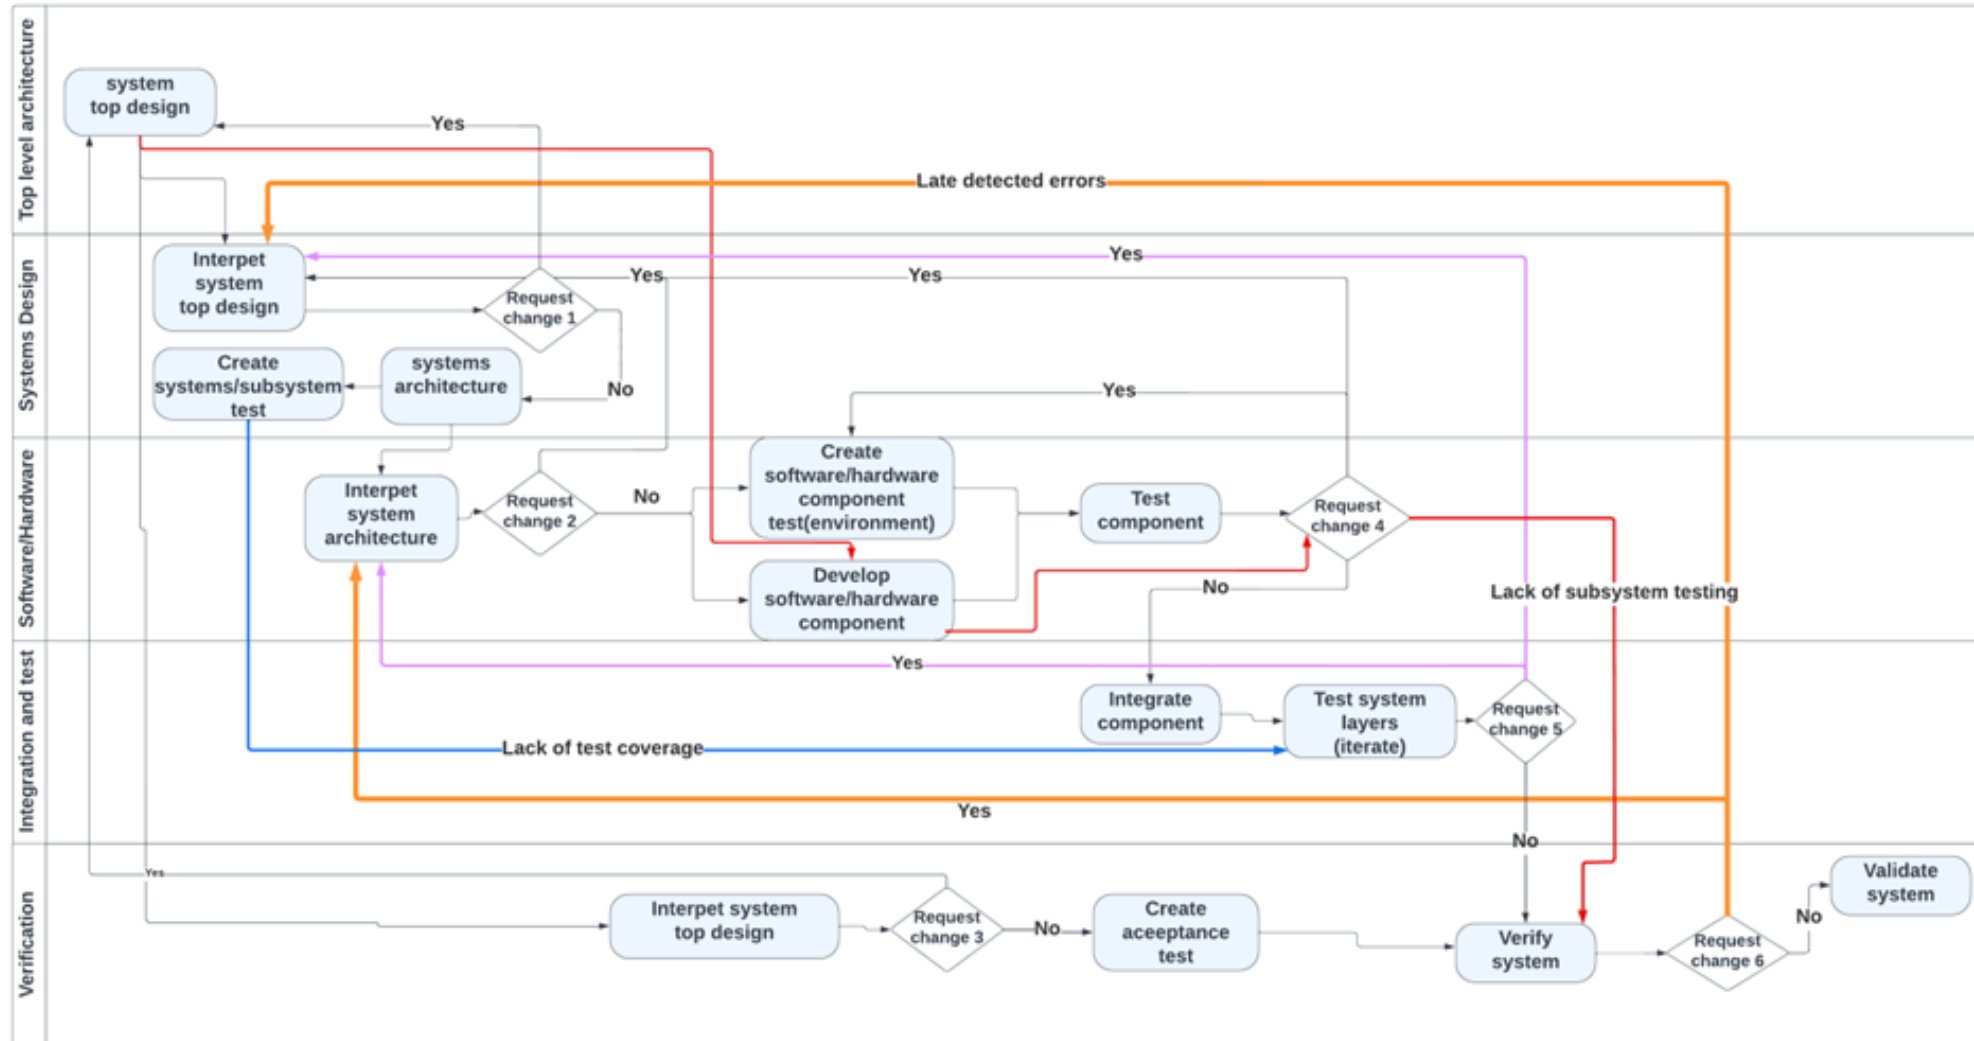 Top level architecture
system
top design
Yes
Late detected errors
Systems Design
Interpet
system
top design
Yes
Yes
Yes
Request
change 1
No
Create
systems/subsystem
test
systems
architecture
Yes
Software/Hardware
Interpet
system
architecture
Request
change 2
No
Create
software/hardware
component
test(environment)
Develop
software/hardware
component
Test
component
Request
change 4
No
Lack of subsystem testing
Integration and test
Yes
Integrate
component
Test system
layers
(iterate)
Request
change 5
Lack of test coverage
Yes
No
Verification
Yes
Interpet system
top design
Request
change 3
No
Create
aceeptance
test
Verify
system
Request
change 6
No
Validate
system